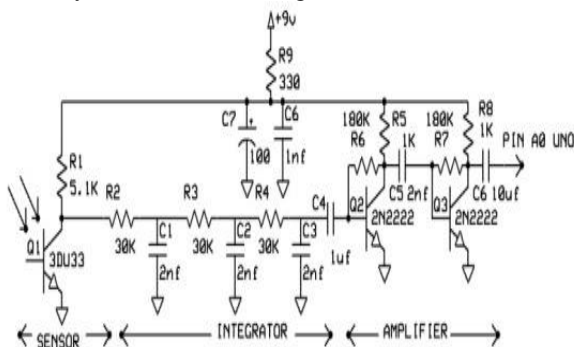 +9v
R9
330
C7
+
100
C6
1nf
180K
R5
1K
R6
180K
R8
1K
R7
PIN A0 UNO
R1
5.1K
R2
30K
R3
30K
R4
30K
C4
1uf
C5 2nf
C6 10uf
Q1
3DU33
C1
2nf
C2
2nf
C3
2nf
Q2
2N2222
Q3
2N2222
SENSOR
INTEGRATOR
AMPLIFIER